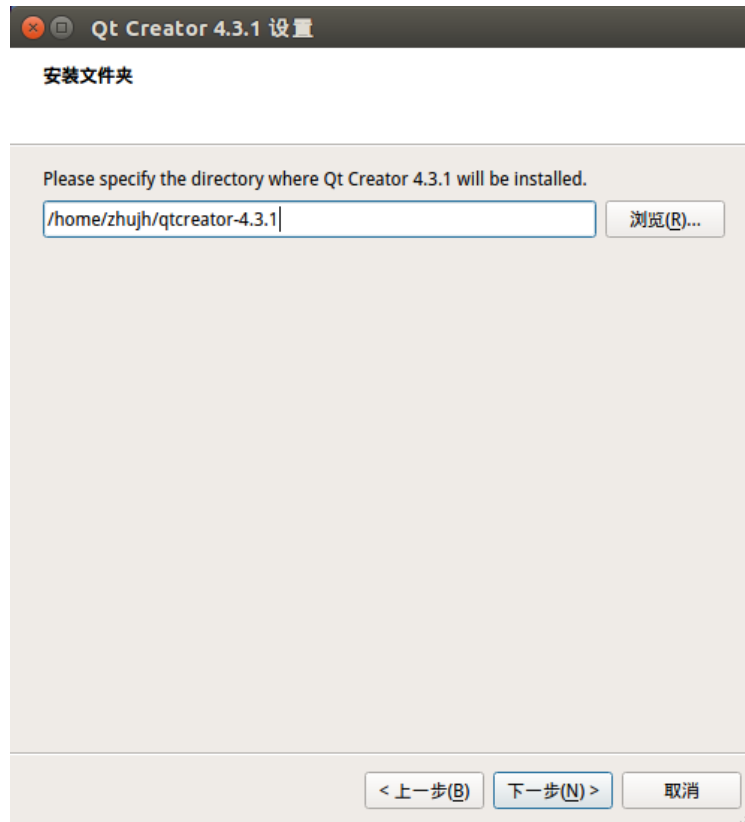 Qt Creator 4.3.1 设置
安装文件夹
Please specify the directory where Qt Creator 4.3.1 will be installed.
/home/zhujh/qtcreator-4.3.1
浏览(R)...
< 上一步(B)
下一步(N) >
取消